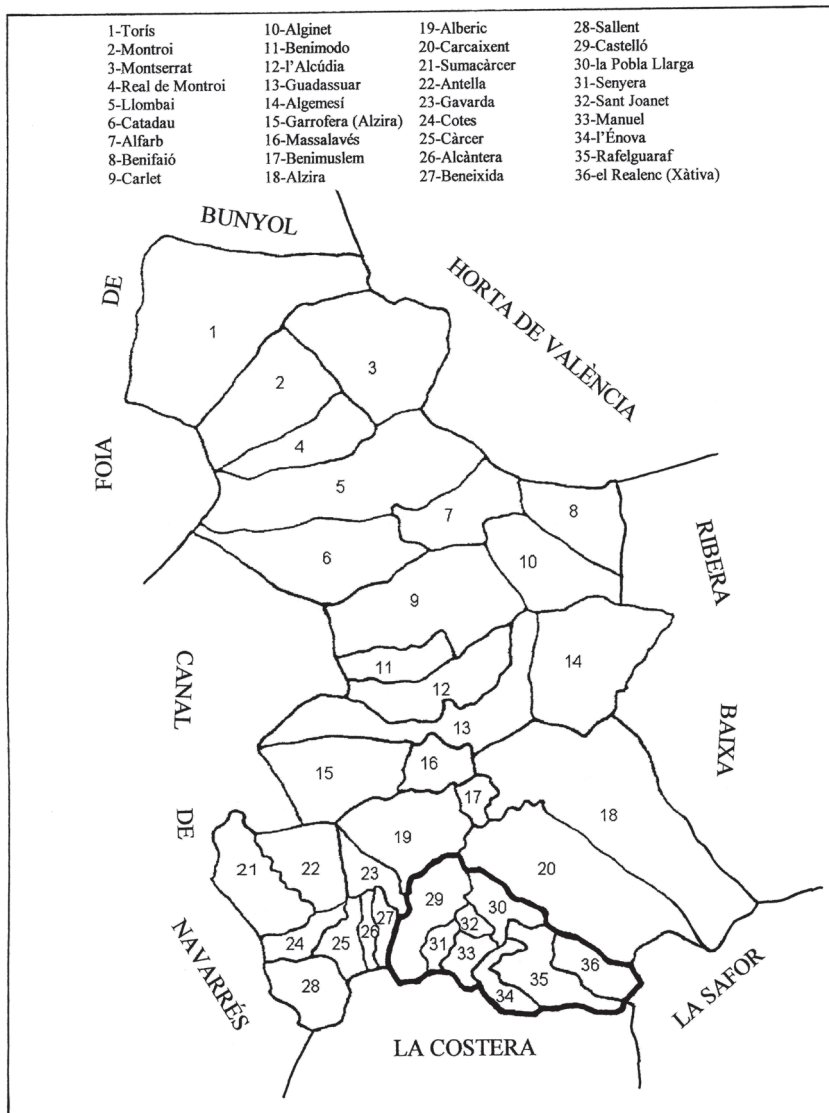 1-Torís
2-Montroi
3-Montserrat
4-Real de Montroi
5-Llombai
6-Catadau
7-Alfarb
8-Benifaió
9-Carlet
10-Alginet
11-Benimodo
12-l'Alcúdia
13-Guadassuar
14-Algemesí
15-Garrofera (Alzira)
16-Massalavés
17-Benimuslem
18-Alzira
19-Alberic
20-Carcaixent
21-Sumacàrcer
22-Antella
23-Gavarda
24-Cotes
25-Càrcer
26-Alcàntera
27-Beneixida
28-Sallent
29-Castelló
30-la Pobla Llarga
31-Senyera
32-Sant Joanet
33-Manuel
34-l'Énova
35-Rafelguaraf
36-el Realenc (Xàtiva)
BUNYOL
DE
FOIA
HORTA DE VALÈNCIA
1
2
3
4
5
6
7
8
9
10
RIBERA
BAIXA
11
12
13
14
CANAL
DE
NAVARRÉS
15
16
17
18
19
20
21
22
23
24
25
26
27
28
29
30
31
32
33
34
35
36
LA SAFOR
LA COSTERA